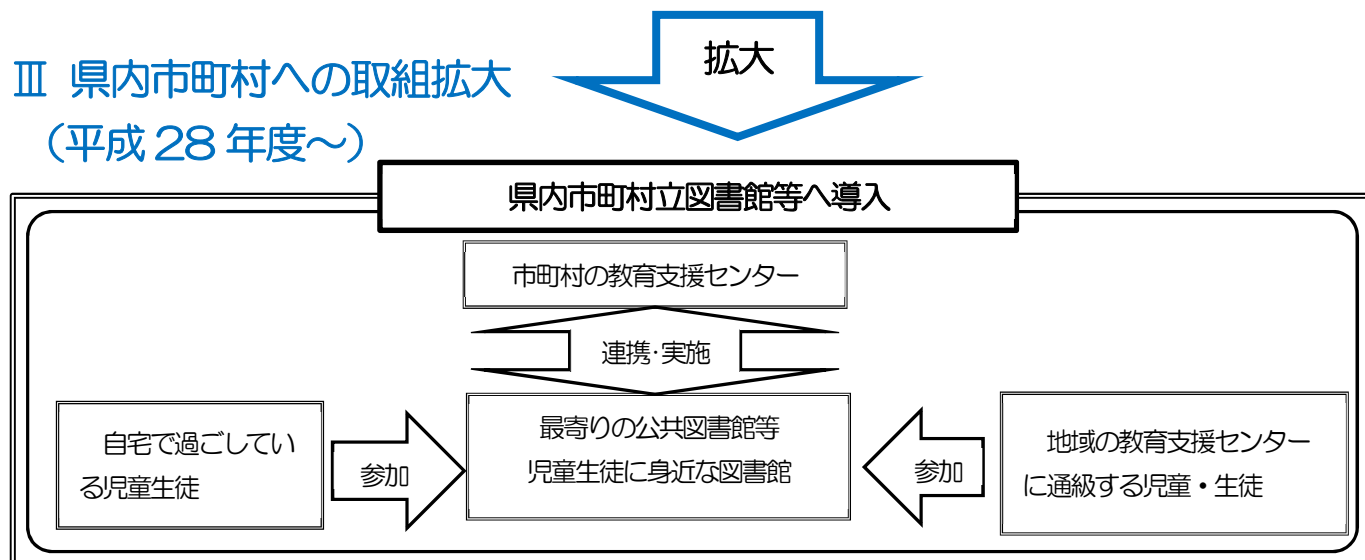 拡大
Ⅲ 県内市町村への取組拡大
（平成 28 年度～）
県内市町村立図書館等へ導入
市町村の教育支援センター
連携・実施
自宅で過ごしてい
る児童生徒
参加
最寄りの公共図書館等
児童生徒に身近な図書館
参加
地域の教育支援センター
に通級する児童・生徒